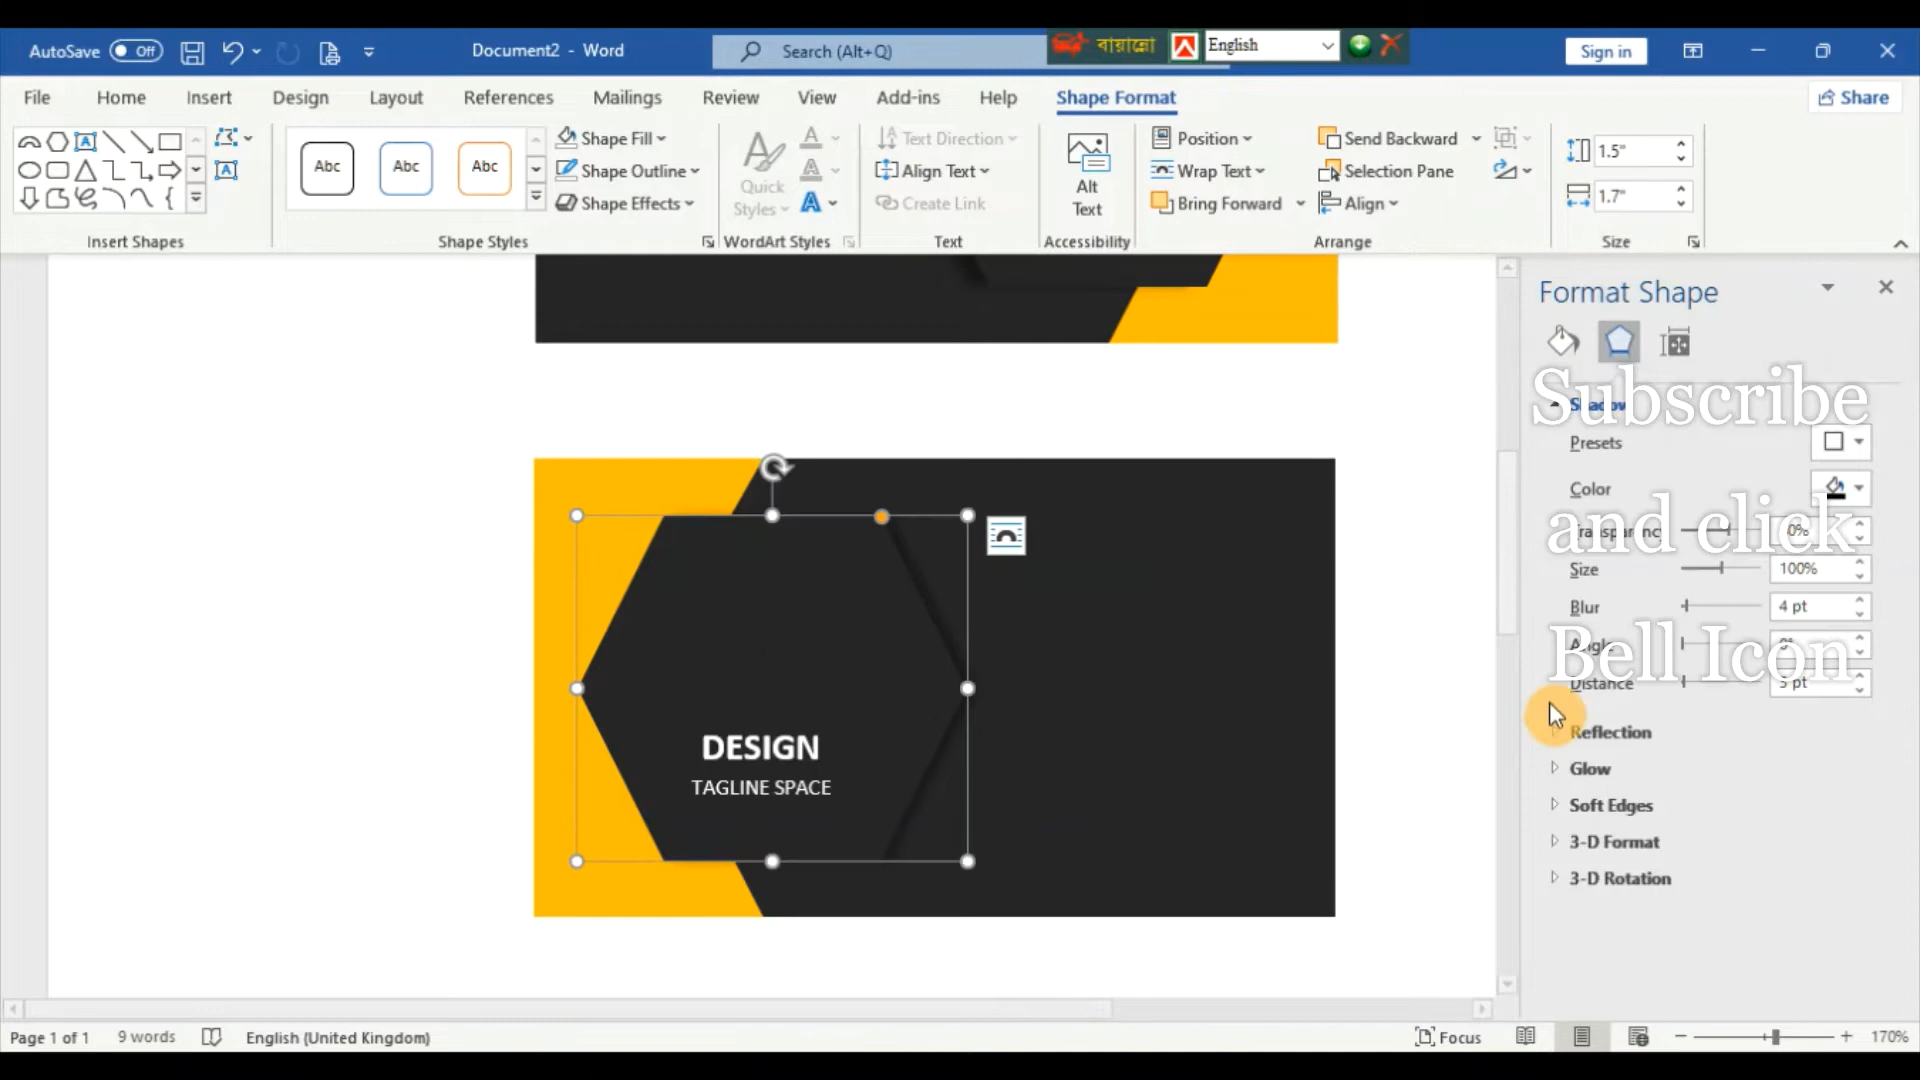 AutoSave Off
Document2 - Word
Search (Alt+Q)
বায়ান্নো
English
Sign in
File Home Insert Design Layout References Mailings Review View Add-ins Help Shape Format
Share
Abc Abc Abc
Shape Fill
Shape Outline
Shape Effects
Quick
Styles
Text Direction
Align Text
Create Link
Alt
Text
Position
Wrap Text
Bring Forward
Send Backward
Selection Pane
Align
1.5"
1.7"
Insert Shapes
Shape Styles
WordArt Styles
Text
Accessibility
Arrange
Size
Format Shape
Subscribe
Shadow
Presets
Color
and click
Transparency
Size 100%
Blur 4 pt
Bell Icon
Angle
Distance 3 pt
Reflection
Glow
Soft Edges
3-D Format
3-D Rotation
DESIGN
TAGLINE SPACE
Page 1 of 1
9 words
English (United Kingdom)
Focus
170%